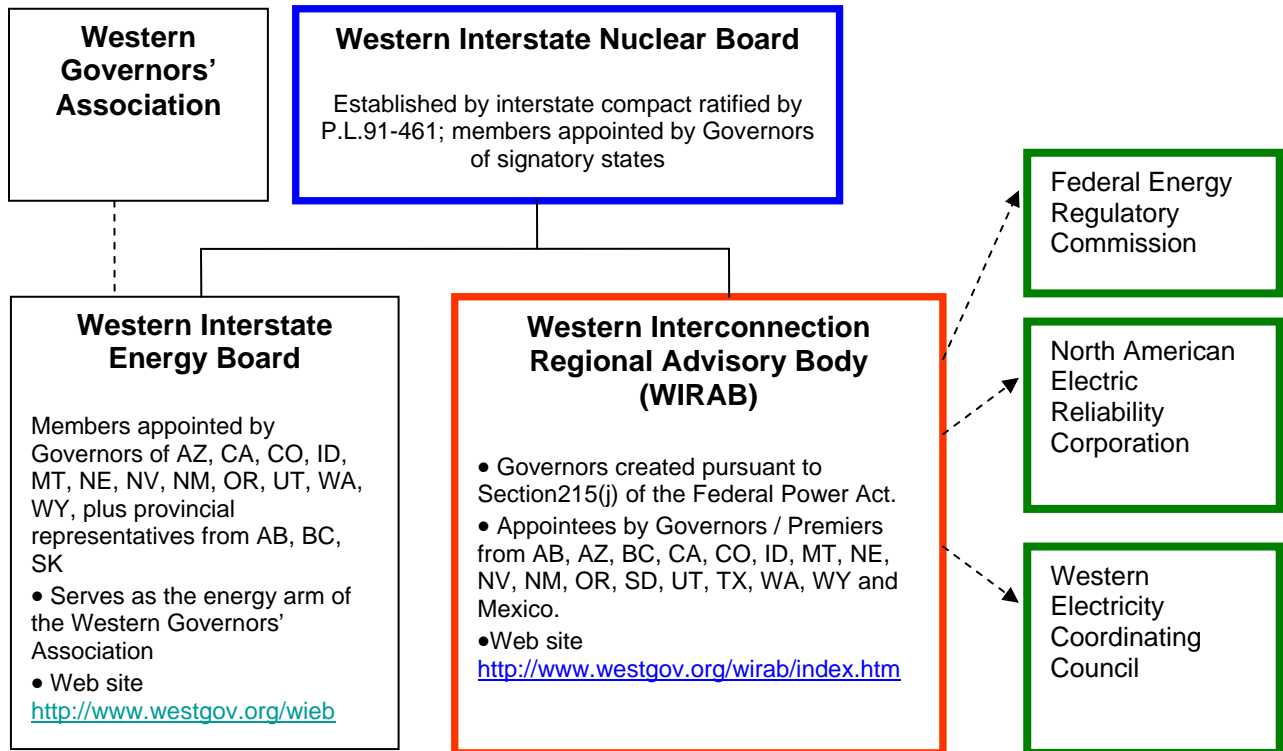 Western
Governors’
Association
Western Interstate Nuclear Board
Established by interstate compact ratified by
P.L.91-461; members appointed by Governors
of signatory states
Western Interstate
Energy Board
Members appointed by
Governors of AZ, CA, CO, ID,
MT, NE, NV, NM, OR, UT, WA,
WY, plus provincial
representatives from AB, BC,
SK
• Serves as the energy arm of
the Western Governors’
Association
• Web site
http://www.westgov.org/wieb
Western Interconnection
Regional Advisory Body
(WIRAB)
• Governors created pursuant to
Section215(j) of the Federal Power Act.
• Appointees by Governors / Premiers
from AB, AZ, BC, CA, CO, ID, MT, NE,
NV, NM, OR, SD, UT, TX, WA, WY and
Mexico.
•Web site
http://www.westgov.org/wirab/index.htm
Federal Energy
Regulatory
Commission
North American
Electric
Reliability
Corporation
Western
Electricity
Coordinating
Council